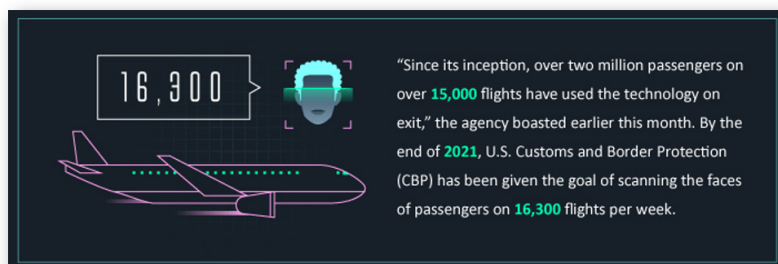 16,300
“Since its inception, over two million passengers on
over 15,000 flights have used the technology on
exit,” the agency boasted earlier this month. By the
end of 2021, U.S. Customs and Border Protection
(CBP) has been given the goal of scanning the faces
of passengers on 16,300 flights per week.